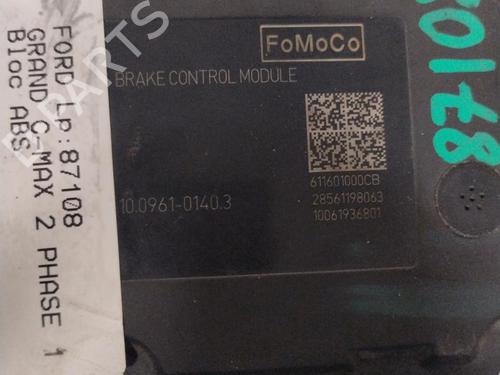 FORD Lp:87108
GRAND C-MAX 2 PHASE 1
Bloc ABS
FoMoCo
BRAKE CONTROL MODULE
611601000CB
10.0961-0140.3
28561198063
10061936801
PARTS